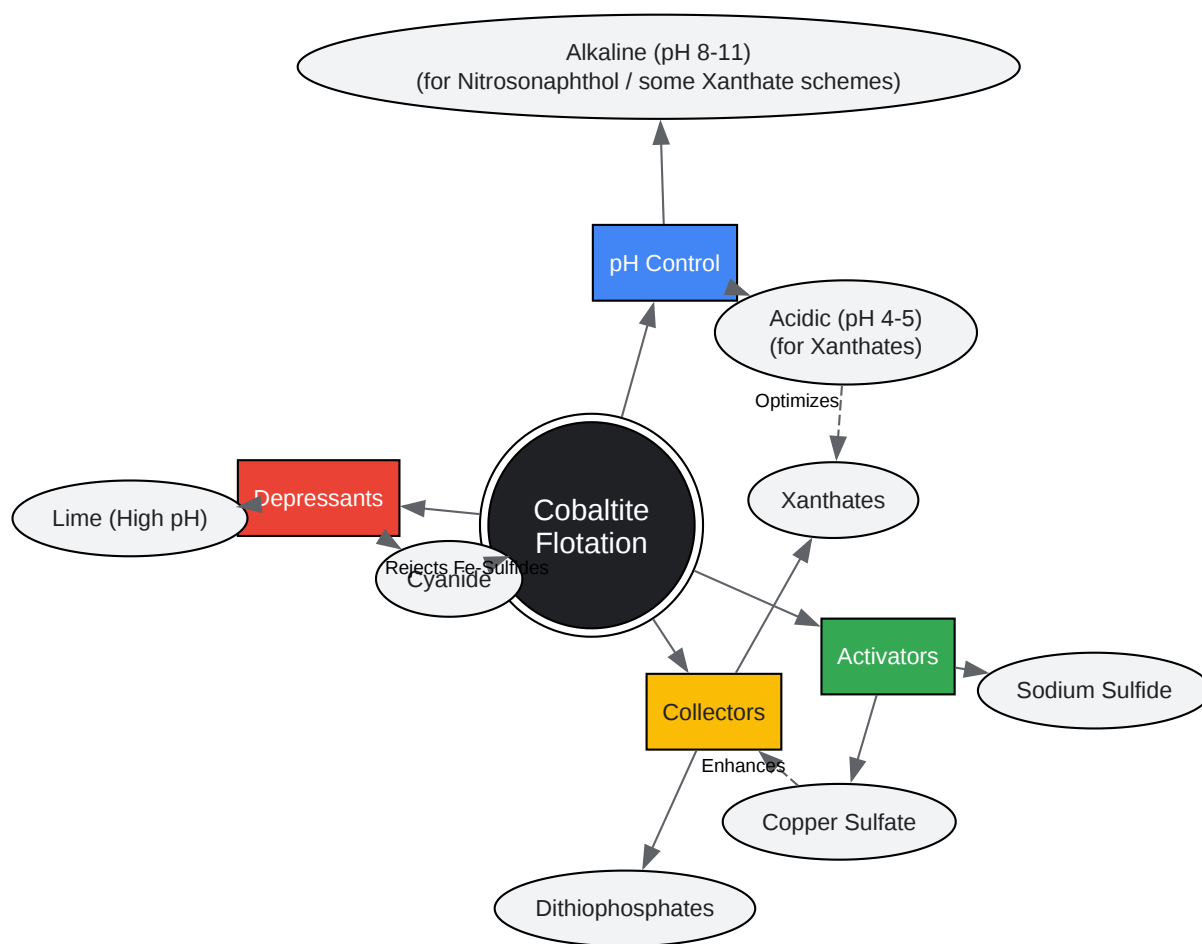 Alkaline (pH 8-11)
(for Nitrosonaphthol / some Xanthate schemes)
pH Control
Acidic (pH 4-5)
(for Xanthates)
Optimizes
Depressants
Xanthates
Lime (High pH)
Cobaltite
Flotation
Rejects Fe-Sulfides
Cyanide
Activators
Sodium Sulfide
Collectors
Enhances
Copper Sulfate
Dithiophosphates